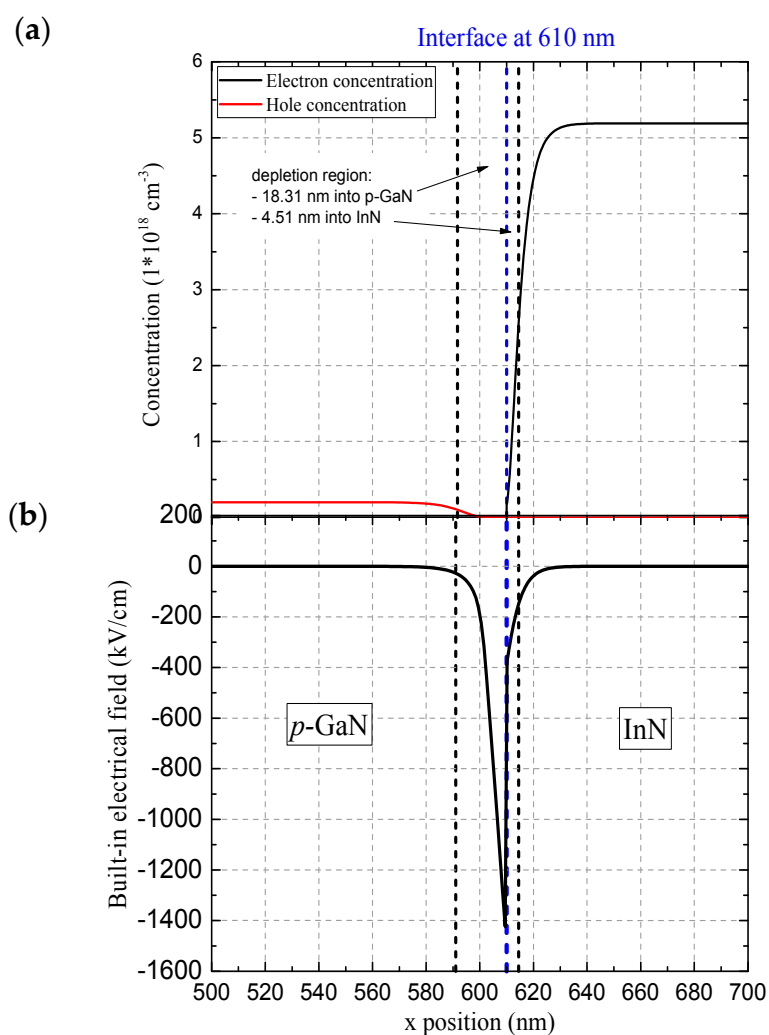 (a)
Interface at 610 nm
Electron concentration
Hole concentration
depletion region:
- 18.31 nm into p-GaN
- 4.51 nm into InN
Concentration (1*10¹⁸ cm⁻³)
6
5
4
3
2
1
0
(b)
200
0
-200
-400
-600
-800
-1000
-1200
-1400
-1600
Built-in electrical field (kV/cm)
p-GaN
InN
500 520 540 560 580 600 620 640 660 680 700
x position (nm)